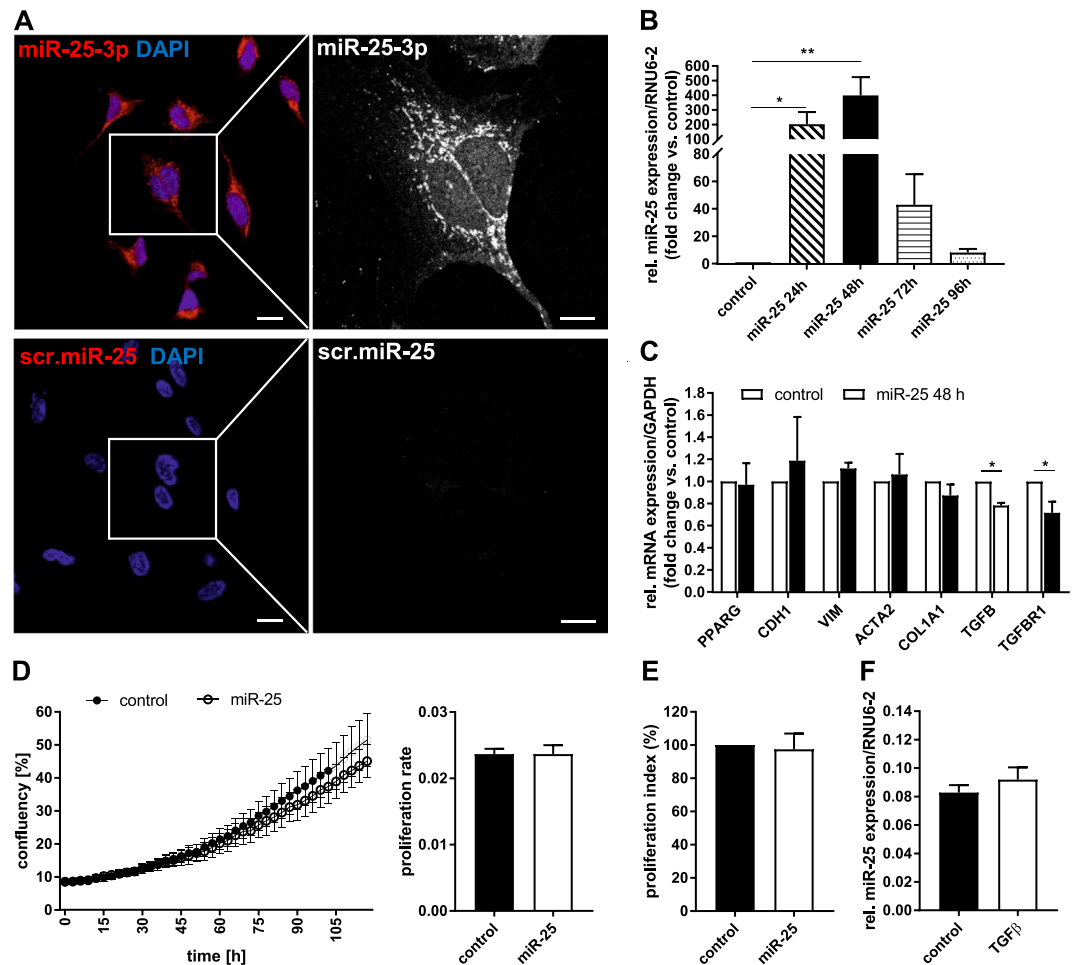 A
miR-25-3p DAPI
miR-25-3p
scr.miR-25 DAPI
scr.miR-25
B
rel. miR-25 expression/RNU6-2
(fold change vs. control)
600
500
400
300
200
100
80
60
40
20
0
*
**
control
miR-25 24h
miR-25 48h
miR-25 72h
miR-25 96h
C
rel. mRNA expression/GAPDH
(fold change vs. control)
control
miR-25 48 h
1.8
1.6
1.2
1.0
0.8
0.6
0.2
0.0
*
*
PPARG
CDH1
VIM
ACTA2
COL1A1
TGFB
TGFBR1
D
control
miR-25
confluency [%]
60
50
40
30
20
10
0
0
15
30
45
60
75
90
105
time [h]
proliferation rate
0.03
0.02
0.01
0.00
control
miR-25
E
proliferation index (%)
120
100
80
60
40
20
0
control
miR-25
F
rel. miR-25 expression/RNU6-2
0.14
0.12
0.10
0.08
0.06
0.04
0.02
0.00
control
TGFβ